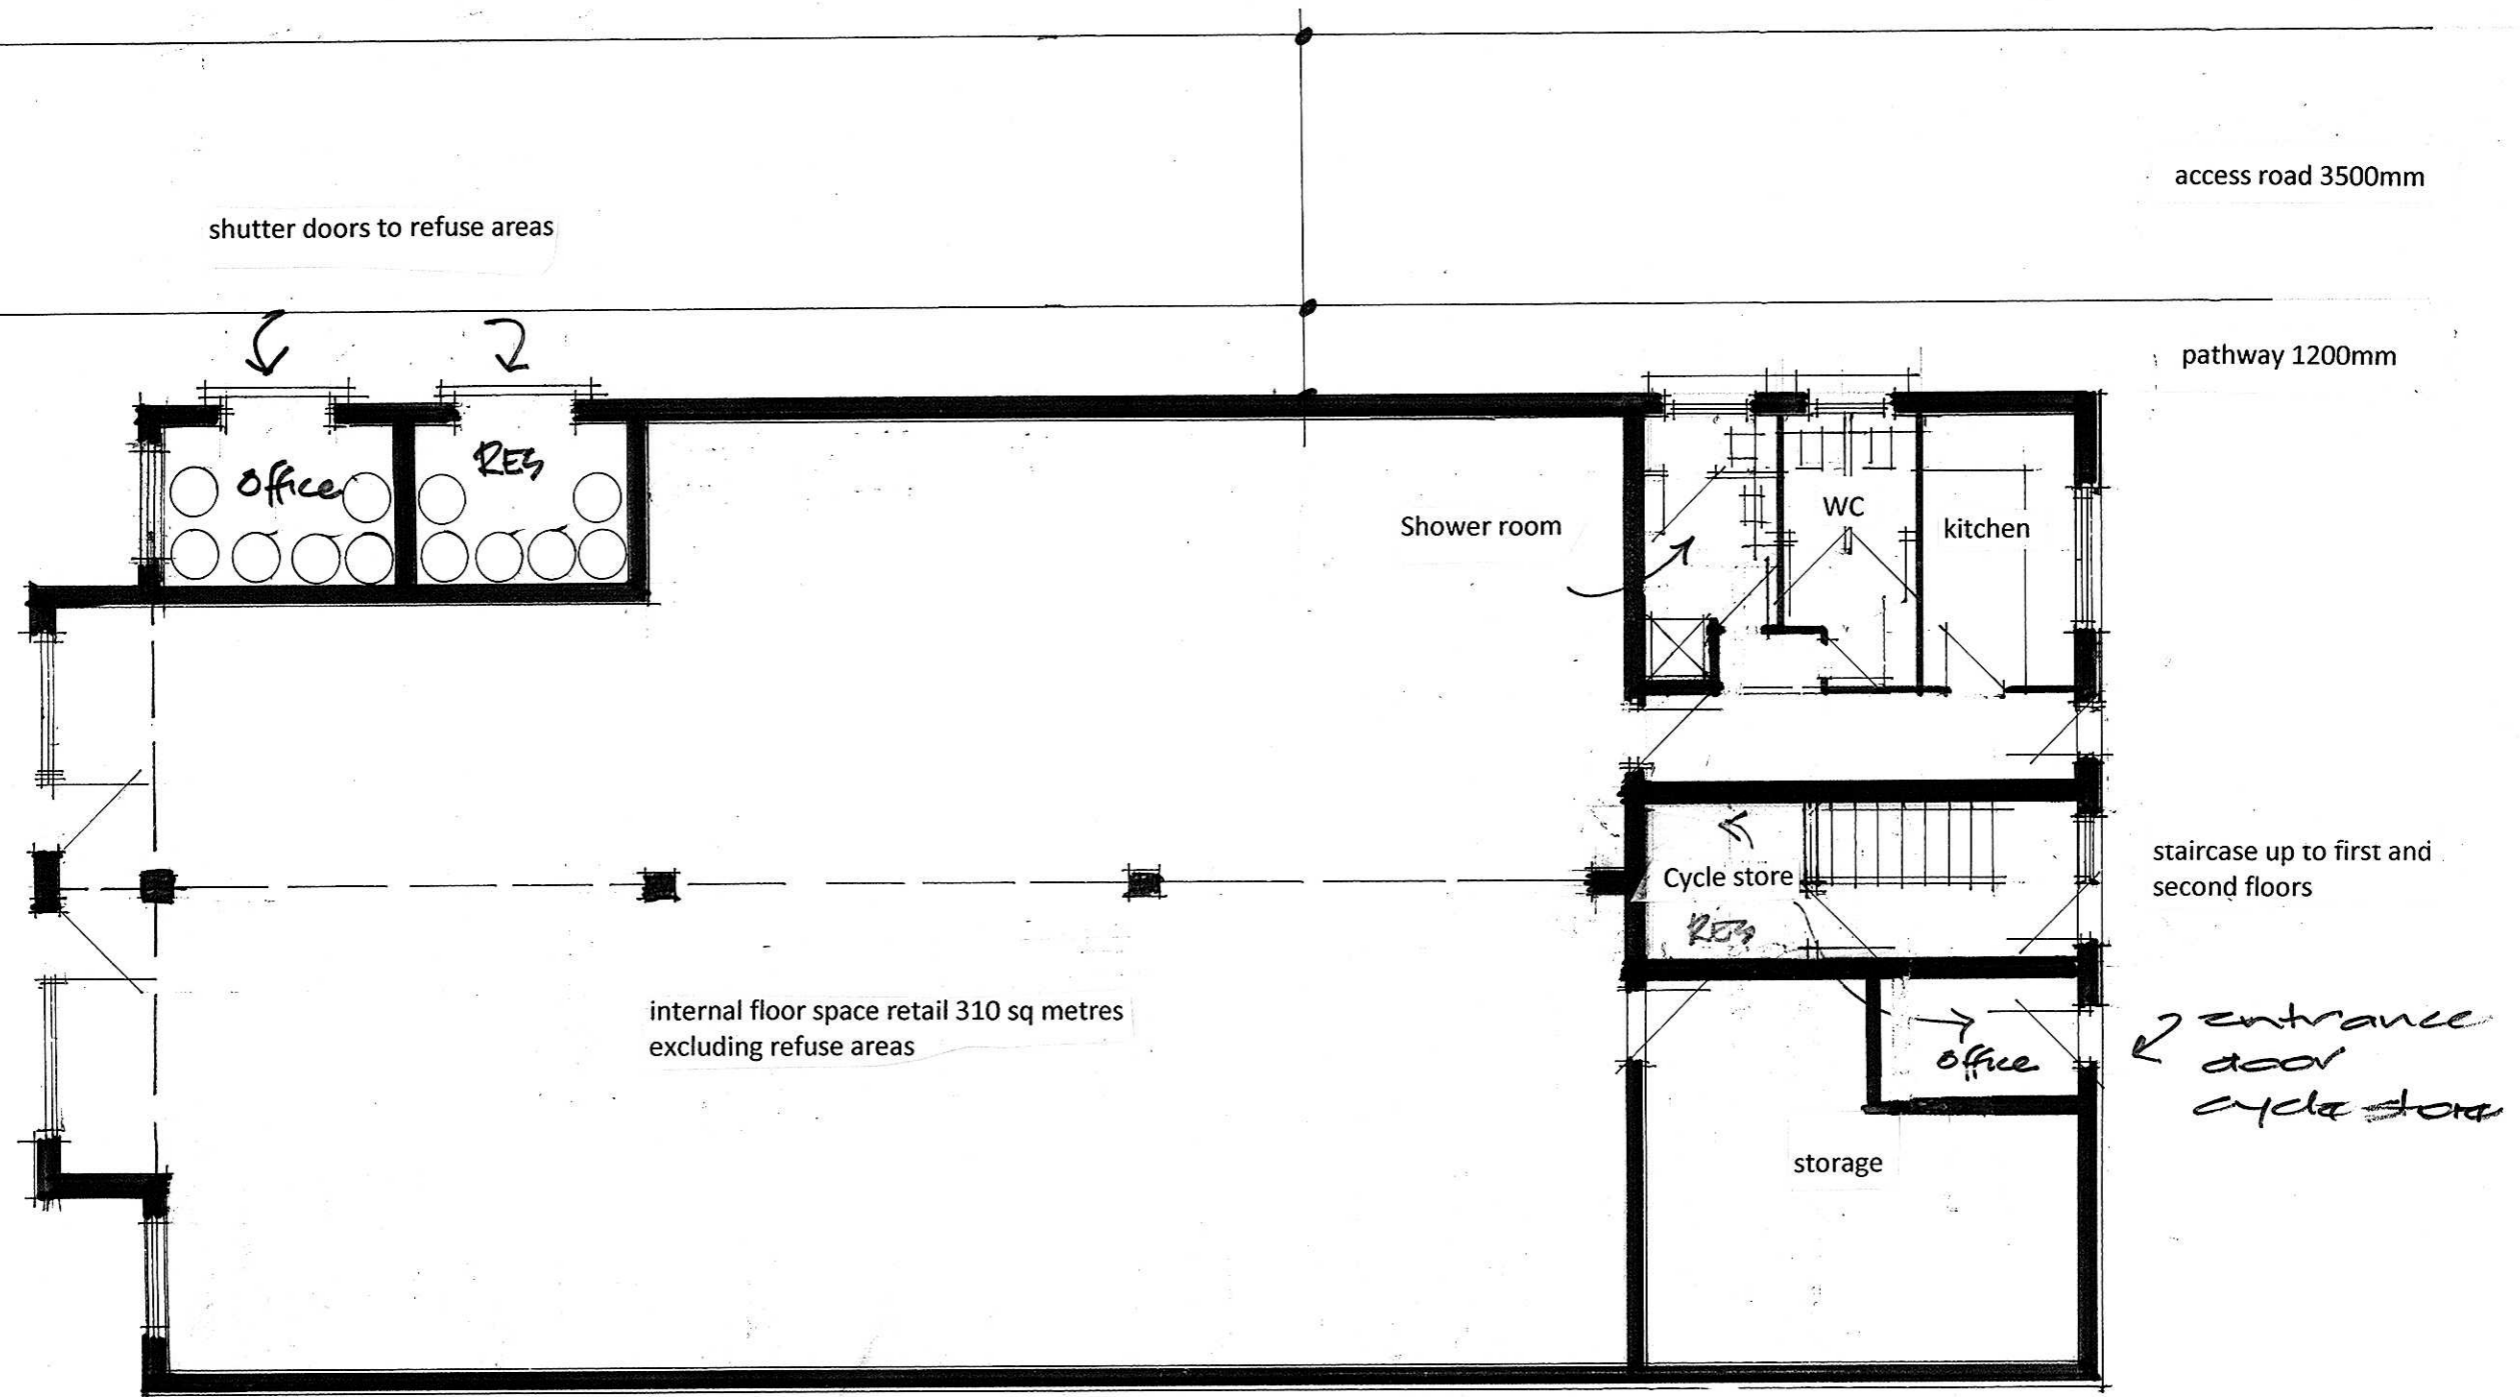 access road 3500mm
shutter doors to refuse areas
pathway 1200mm
office
RES
Shower room
WC
kitchen
Cycle store
RES
staircase up to first and
second floors
internal floor space retail 310 sq metres
excluding refuse areas
office
entrance
door
cycle store
storage